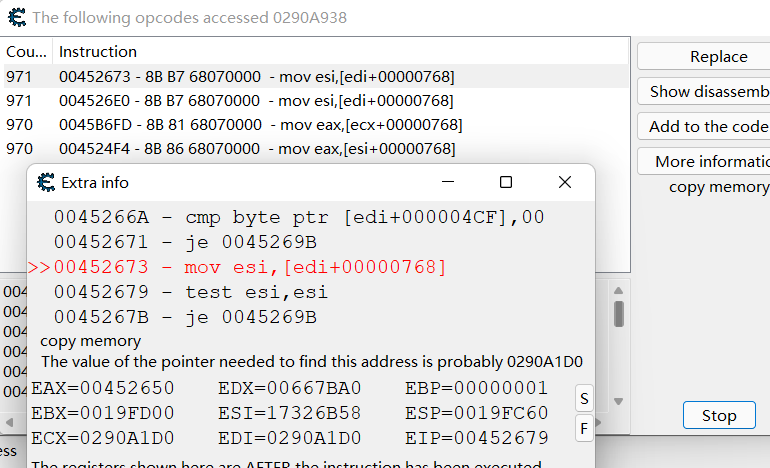 The following opcodes accessed 0290A938
Cou... Instruction
971 00452673 - 8B B7 68070000 - mov esi,[edi+00000768]
971 004526E0 - 8B B7 68070000 - mov esi,[edi+00000768]
970 0045B6FD - 8B 81 68070000 - mov eax,[ecx+00000768]
970 004524F4 - 8B 86 68070000 - mov eax,[esi+00000768]
Replace
Show disassemb
Add to the code
More informatic
copy memory
Extra info
0045266A - cmp byte ptr [edi+000004CF],00
00452671 - je 0045269B
>>00452673 - mov esi,[edi+00000768]
00452679 - test esi,esi
0045267B - je 0045269B
copy memory
The value of the pointer needed to find this address is probably 0290A1D0
EAX=00452650 EDX=00667BA0 EBP=00000001
EBX=0019FD00 ESI=17326B58 ESP=0019FC60
ECX=0290A1D0 EDI=0290A1D0 EIP=00452679
S
F
The registers shown here are AFTER the instruction has been executed
004
004
004
004
004
004
Stop
ess